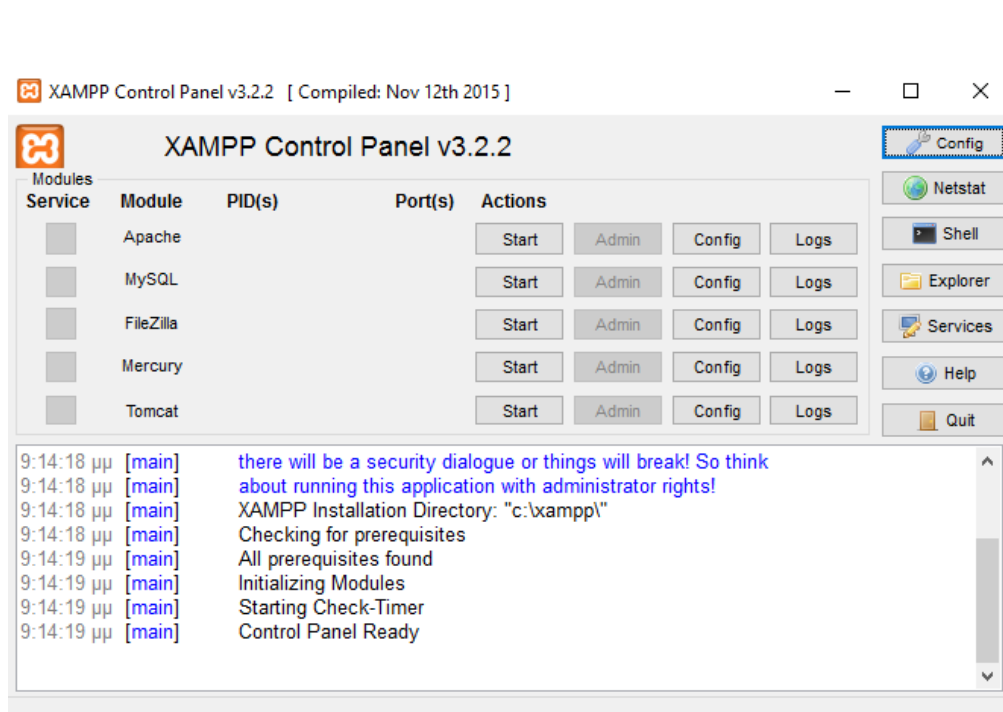 XAMPP Control Panel v3.2.2 [ Compiled: Nov 12th 2015 ]
XAMPP Control Panel v3.2.2
Config
Modules
Netstat
Service Module PID(s) Port(s) Actions
Apache Start Admin Config Logs
Shell
MySQL Start Admin Config Logs
Explorer
FileZilla Start Admin Config Logs
Services
Mercury Start Admin Config Logs
Help
Tomcat Start Admin Config Logs
Quit
9:14:18 μμ [main] there will be a security dialogue or things will break! So think
9:14:18 μμ [main] about running this application with administrator rights!
9:14:18 μμ [main] XAMPP Installation Directory: "c:\xampp\"
9:14:18 μμ [main] Checking for prerequisites
9:14:19 μμ [main] All prerequisites found
9:14:19 μμ [main] Initializing Modules
9:14:19 μμ [main] Starting Check-Timer
9:14:19 μμ [main] Control Panel Ready